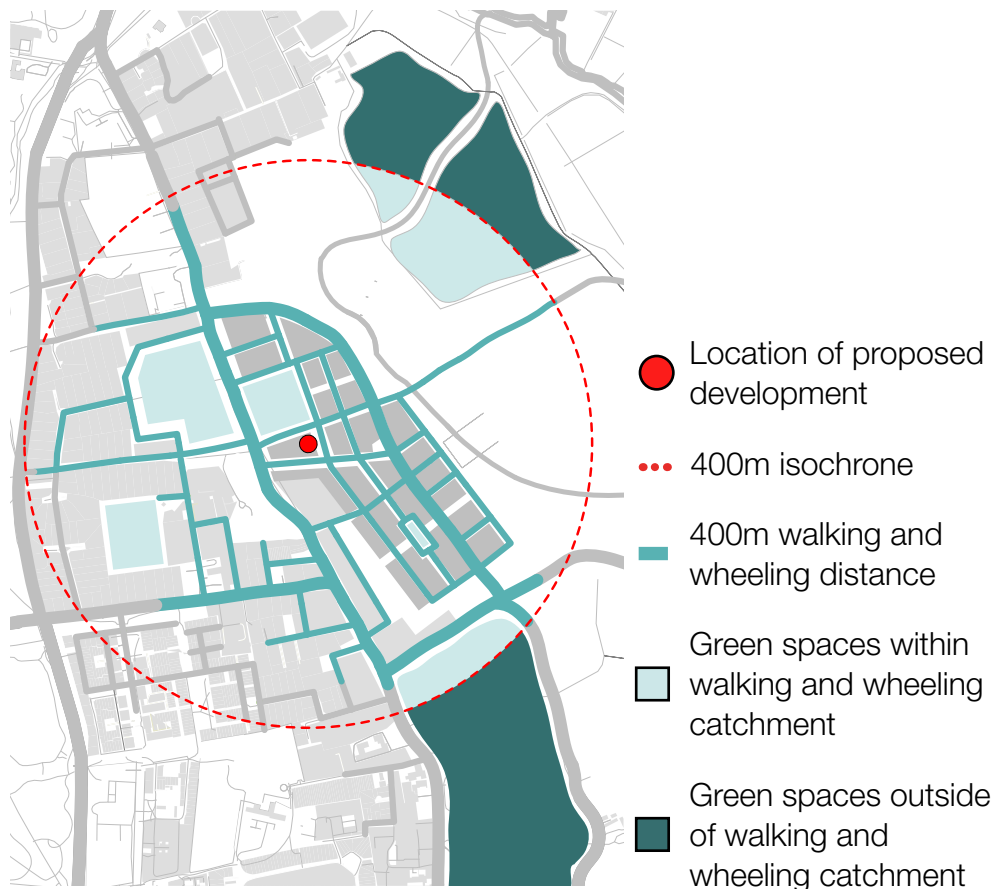 Location of proposed
development
400m isochrone
400m walking and
wheeling distance
Green spaces within
walking and wheeling
catchment
Green spaces outside
of walking and
wheeling catchment